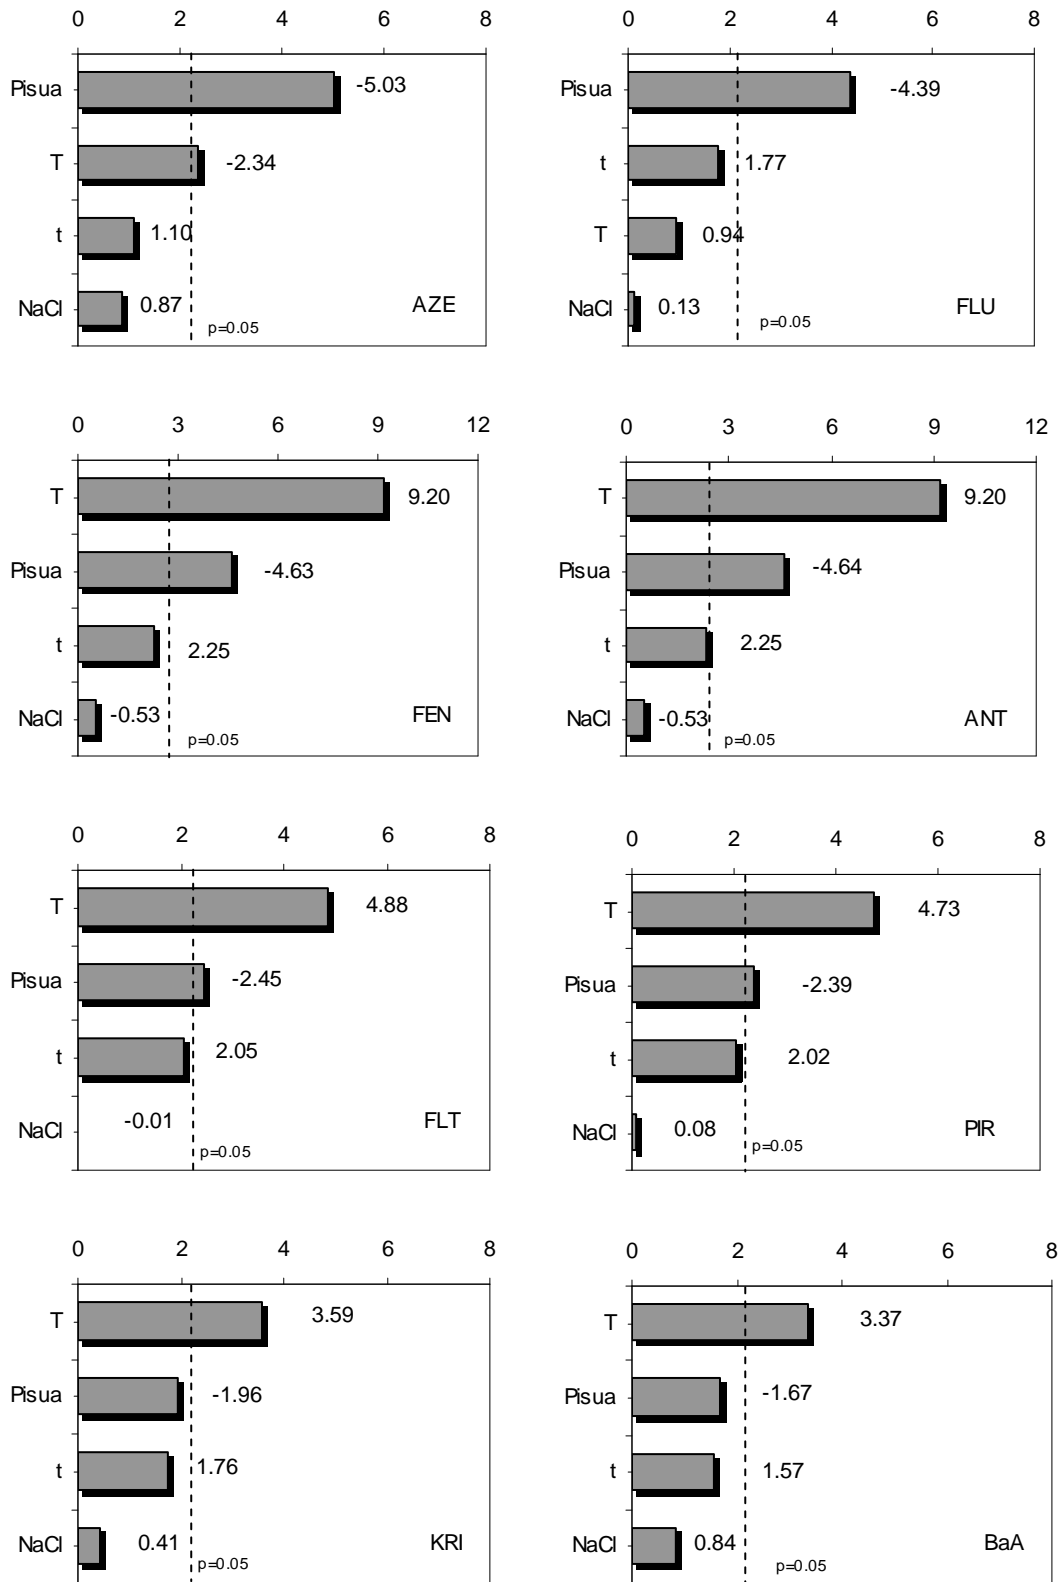 0 2 4 6 8
Pisua -5.03
T -2.34
t 1.10
NaCl 0.87 AZE
p=0.05
0 2 4 6 8
Pisua -4.39
t 1.77
T 0.94
NaCl 0.13 FLU
p=0.05
0 3 6 9 12
T 9.20
Pisua -4.63
t 2.25
NaCl -0.53 FEN
p=0.05
0 3 6 9 12
T 9.20
Pisua -4.64
t 2.25
NaCl -0.53 ANT
p=0.05
0 2 4 6 8
T 4.88
Pisua -2.45
t 2.05
NaCl -0.01 FLT
p=0.05
0 2 4 6 8
T 4.73
Pisua -2.39
t 2.02
NaCl 0.08 PIR
p=0.05
0 2 4 6 8
T 3.59
Pisua -1.96
t 1.76
NaCl 0.41 KRI
p=0.05
0 2 4 6 8
T 3.37
Pisua -1.67
t 1.57
NaCl 0.84 BaA
p=0.05